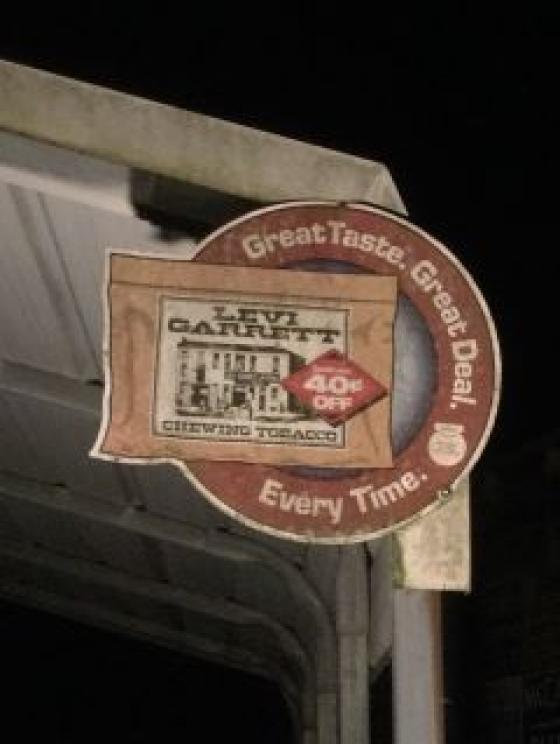 Great Taste. Great Deal.
LEVI
GARRETT
40¢
OFF
CHEWING TOBACCO
Every Time.